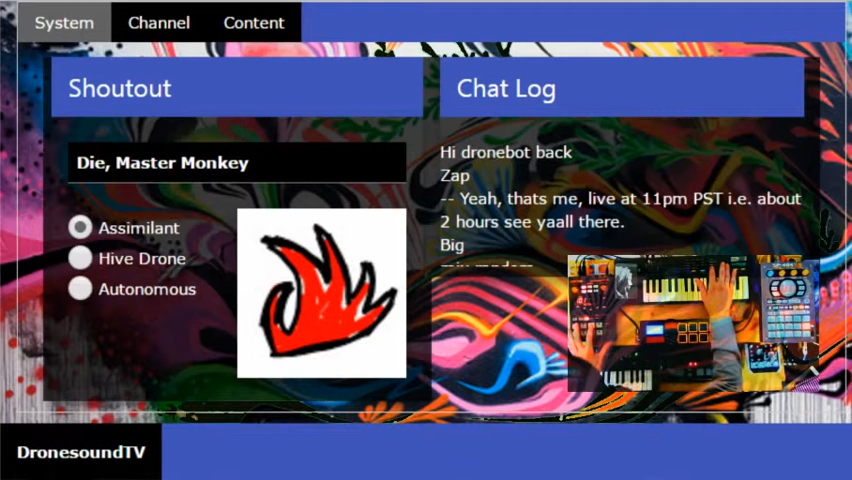 System Channel Content
Shoutout
Die, Master Monkey
Assimilant
Hive Drone
Autonomous
Chat Log
Hi dronebot back
Zap
-- Yeah, thats me, live at 11pm PST i.e. about
2 hours see yaall there.
Big
DronesoundTV